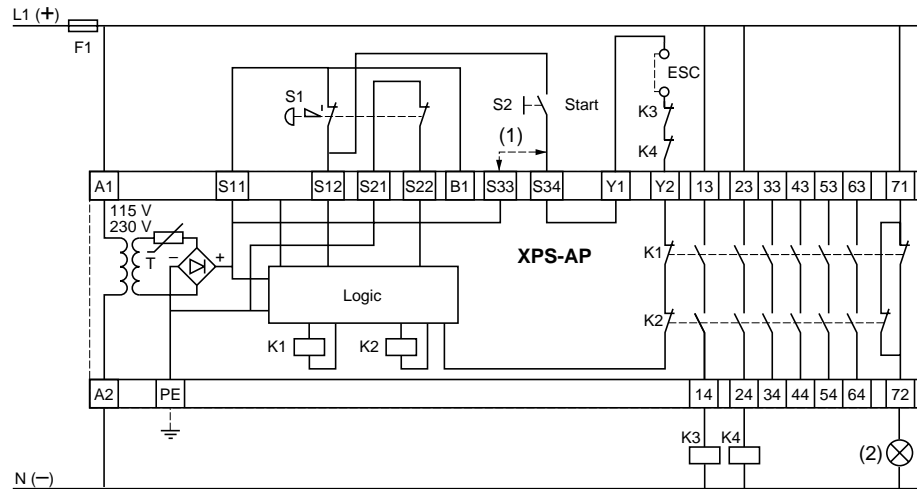 L1 (+)
F1
ESC
S1
S2
Start
K3
(1)
K4
A1
S11
S12
S21
S22
B1
S33
S34
Y1
Y2
13
23
33
43
53
63
71
115 V
230 V
T
−
+
XPS-AP
K1
Logic
K2
K1
K2
A2
PE
14
24
34
44
54
64
72
K3
K4
(2)
N (−)